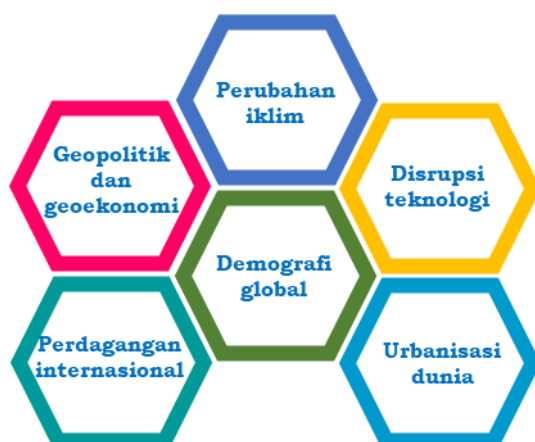 Perubahan
iklim
Geopolitik
dan
geoekonomi
Disrupsi
teknologi
Demografi
global
Perdagangan
internasional
Urbanisasi
dunia